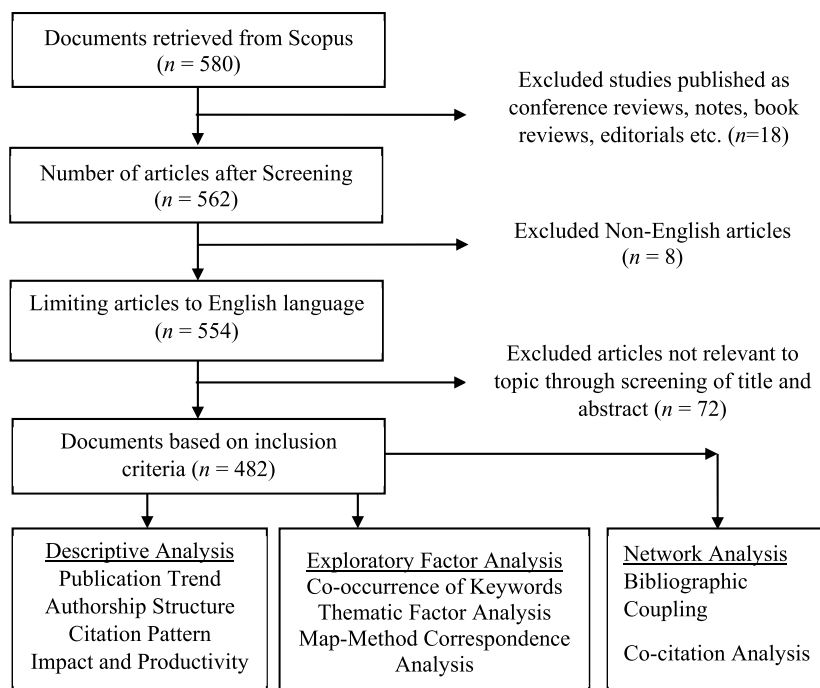 Documents retrieved from Scopus
(n = 580)
Excluded studies published as
conference reviews, notes, book
reviews, editorials etc. (n=18)
Number of articles after Screening
(n = 562)
Excluded Non-English articles
(n = 8)
Limiting articles to English language
(n = 554)
Excluded articles not relevant to
topic through screening of title and
abstract (n = 72)
Documents based on inclusion
criteria (n = 482)
Descriptive Analysis
Publication Trend
Authorship Structure
Citation Pattern
Impact and Productivity
Exploratory Factor Analysis
Co-occurrence of Keywords
Thematic Factor Analysis
Map-Method Correspondence
Analysis
Network Analysis
Bibliographic
Coupling
Co-citation Analysis